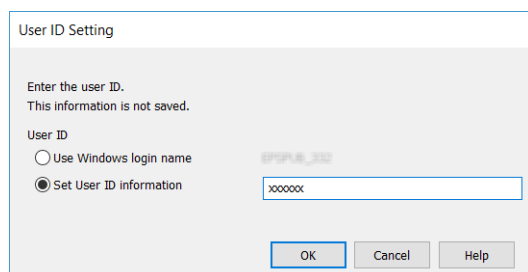 User ID Setting
Enter the user ID.
This information is not saved.
User ID
Use Windows login name
Set User ID information xxxxxx
OK Cancel Help